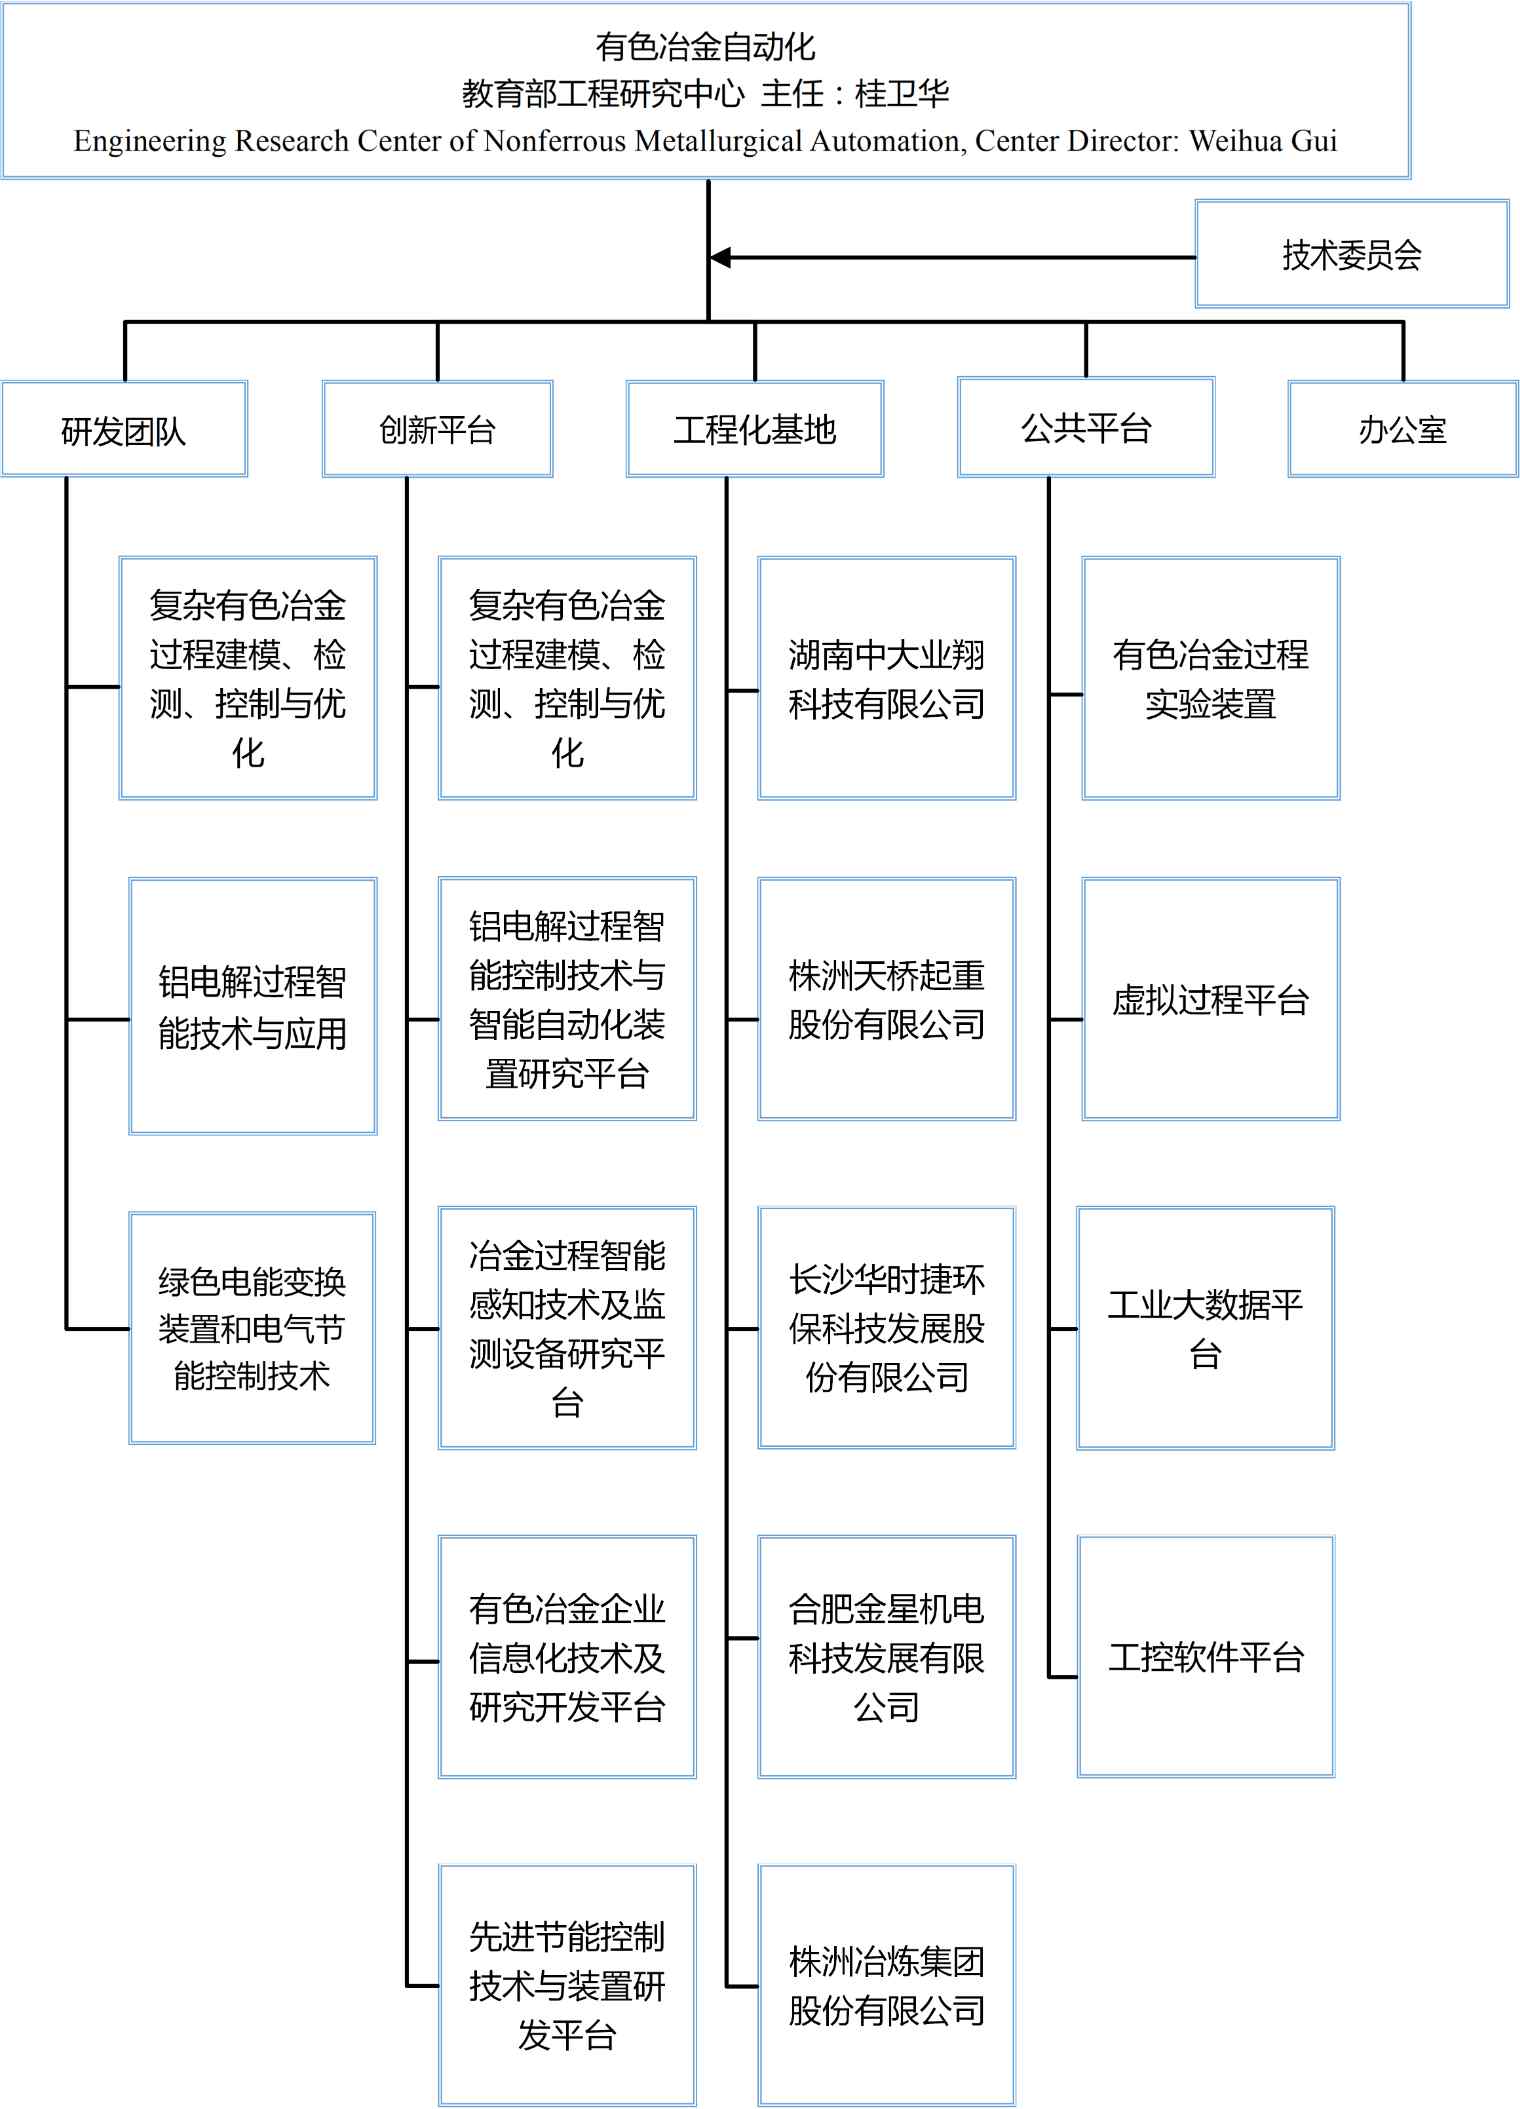 有色冶金自动化
教育部工程研究中心 主任：桂卫华
Engineering Research Center of Nonferrous Metallurgical Automation, Center Director: Weihua Gui
技术委员会
研发团队
创新平台
工程化基地
公共平台
办公室
复杂有色冶金
过程建模、检
测、控制与优
化
铝电解过程智
能技术与应用
绿色电能变换
装置和电气节
能控制技术
复杂有色冶金
过程建模、检
测、控制与优
化
铝电解过程智
能控制技术与
智能自动化装
置研究平台
冶金过程智能
感知技术及监
测设备研究平
台
有色冶金企业
信息化技术及
研究开发平台
先进节能控制
技术与装置研
发平台
湖南中大业翔
科技有限公司
株洲天桥起重
股份有限公司
长沙华时捷环
保科技发展股
份有限公司
合肥金星机电
科技发展有限
公司
株洲冶炼集团
股份有限公司
有色冶金过程
实验装置
虚拟过程平台
工业大数据平
台
工控软件平台